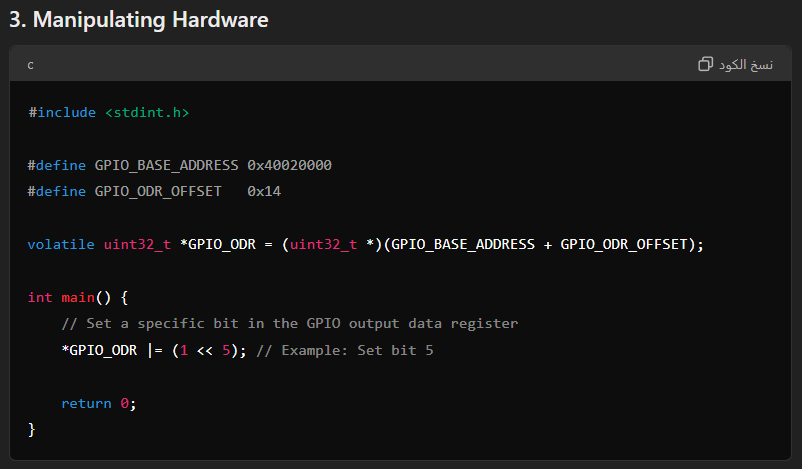 3. Manipulating Hardware
c نسخ الكود
#include <stdint.h>
#define GPIO_BASE_ADDRESS 0x40020000
#define GPIO_ODR_OFFSET   0x14
volatile uint32_t *GPIO_ODR = (uint32_t *)(GPIO_BASE_ADDRESS + GPIO_ODR_OFFSET);
int main() {
    // Set a specific bit in the GPIO output data register
    *GPIO_ODR |= (1 << 5); // Example: Set bit 5
    return 0;
}